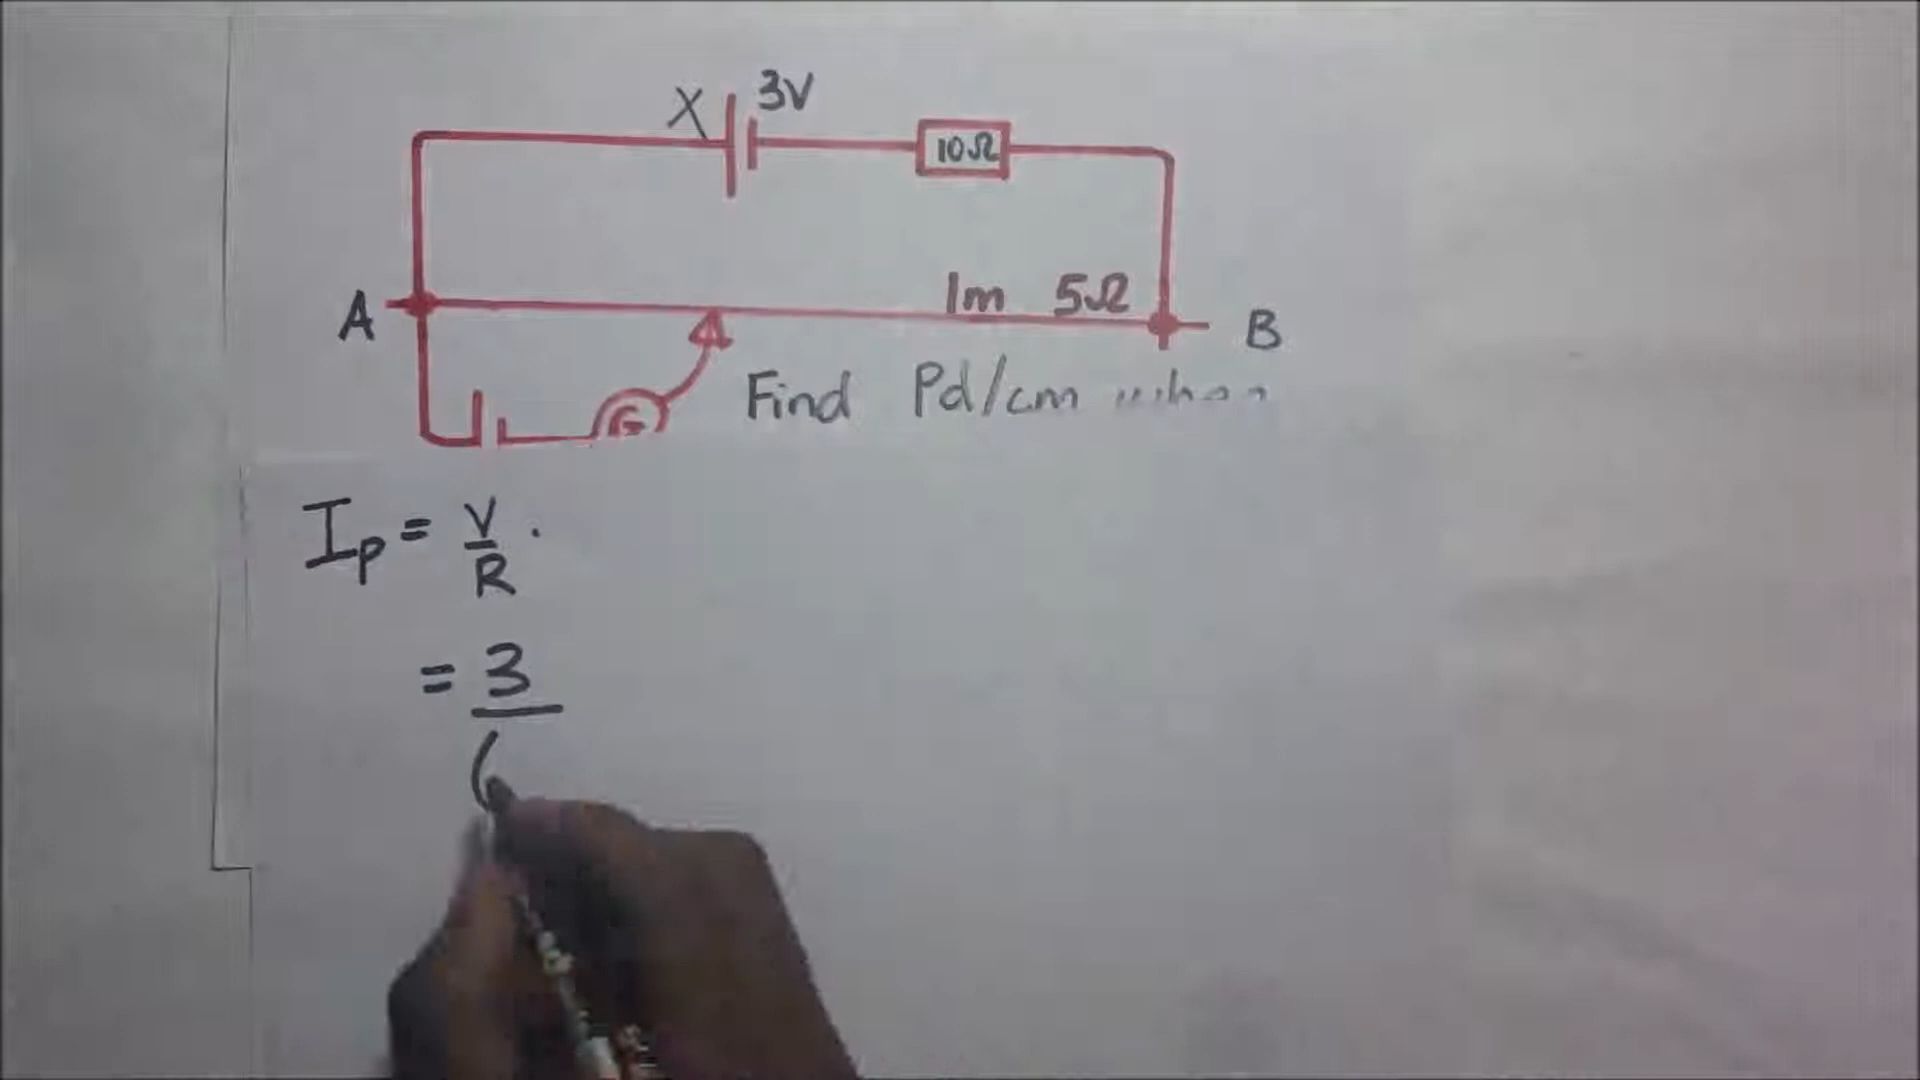 X 3V
10Ω
1m 5Ω
A B
Find Pd/cm
G
Ip = V/R .
= 3
(